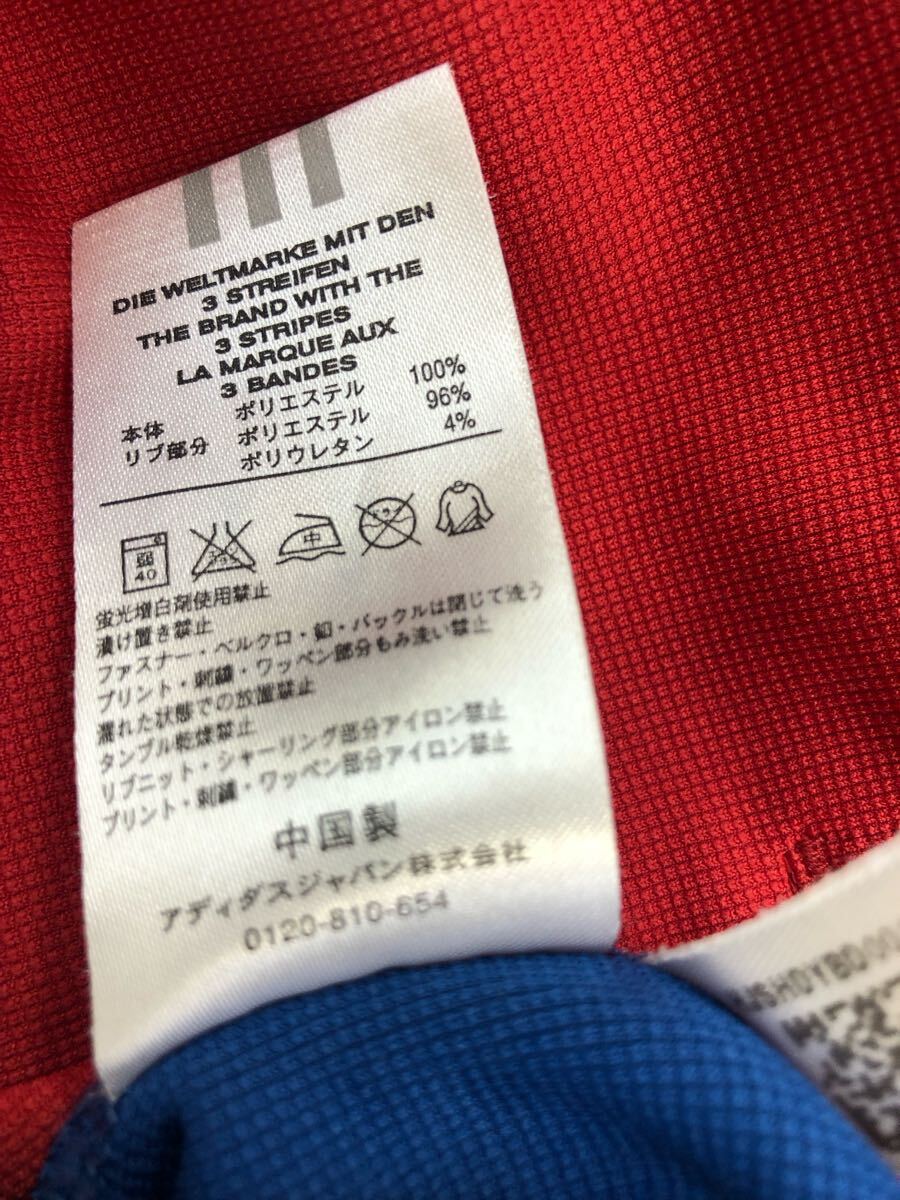 DIE WELTMARKE MIT DEN
3 STREIFEN
THE BRAND WITH THE
3 STRIPES
LA MARQUE AUX
3 BANDES
本体 ポリエステル 100%
リブ部分 ポリエステル 96%
ポリウレタン 4%
弱
40
中
蛍光増白剤使用禁止
漬け置き禁止
ファスナー・ベルクロ・釦・バックルは閉じて洗う
プリント・刺繍・ワッペン部分もみ洗い禁止
濡れた状態での放置禁止
タンブル乾燥禁止
リブニット・シャーリング部分アイロン禁止
プリント・刺繍・ワッペン部分アイロン禁止
中国製
アディダスジャパン株式会社
0120-810-654
SH0YBD00